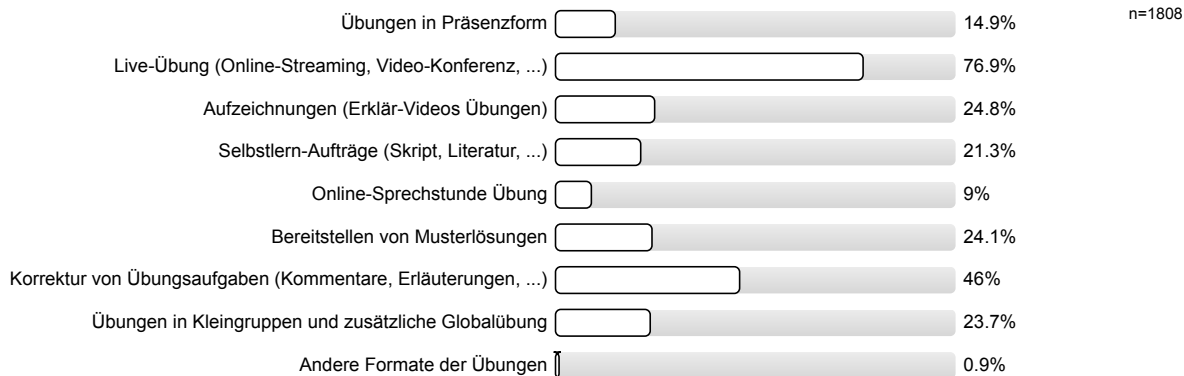 Übungen in Präsenzform 14.9% n=1808
Live-Übung (Online-Streaming, Video-Konferenz, ...) 76.9%
Aufzeichnungen (Erklär-Videos Übungen) 24.8%
Selbstlern-Aufträge (Skript, Literatur, ...) 21.3%
Online-Sprechstunde Übung 9%
Bereitstellen von Musterlösungen 24.1%
Korrektur von Übungsaufgaben (Kommentare, Erläuterungen, ...) 46%
Übungen in Kleingruppen und zusätzliche Globalübung 23.7%
Andere Formate der Übungen 0.9%